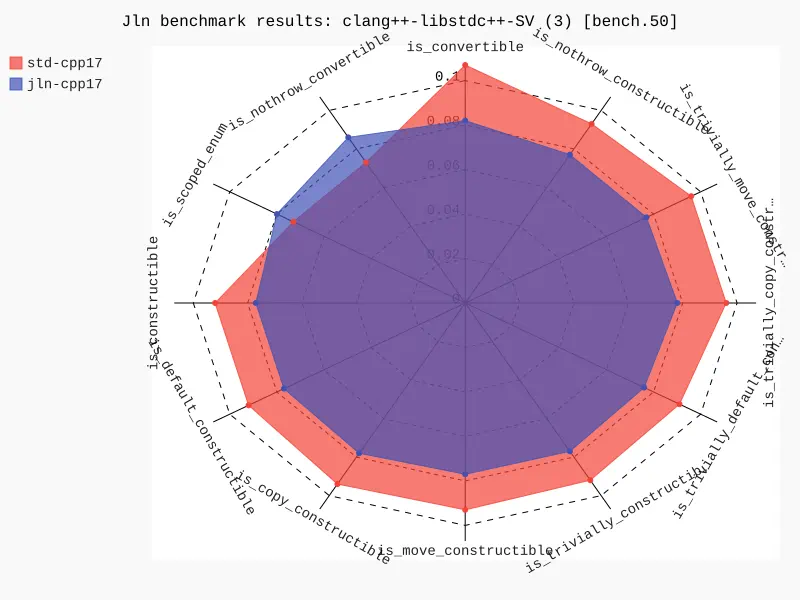 Jln benchmark results: clang++-libstdc++-SV (3) [bench.50]
std-cpp17
jln-cpp17
is_convertible
is_nothrow_constructible
is_trivially_move_constr…
is_trivially_copy_constr…
is_trivially_default_con…
is_trivially_constructible
is_move_constructible
is_copy_constructible
is_default_constructible
is_constructible
is_scoped_enum
is_nothrow_convertible
0.1
0.08
0.06
0.04
0.02
0